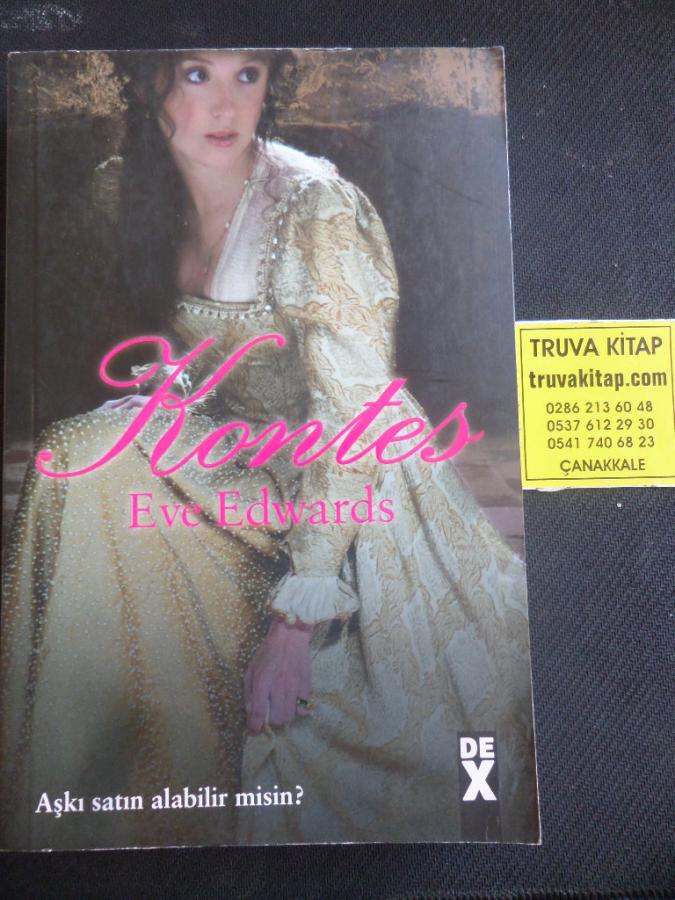 Kontes
Eve Edwards
Aşkı satın alabilir misin?
DE
X
TRUVA KİTAP
truvakitap.com
0286 213 60 48
0537 612 29 30
0541 740 68 23
ÇANAKKALE